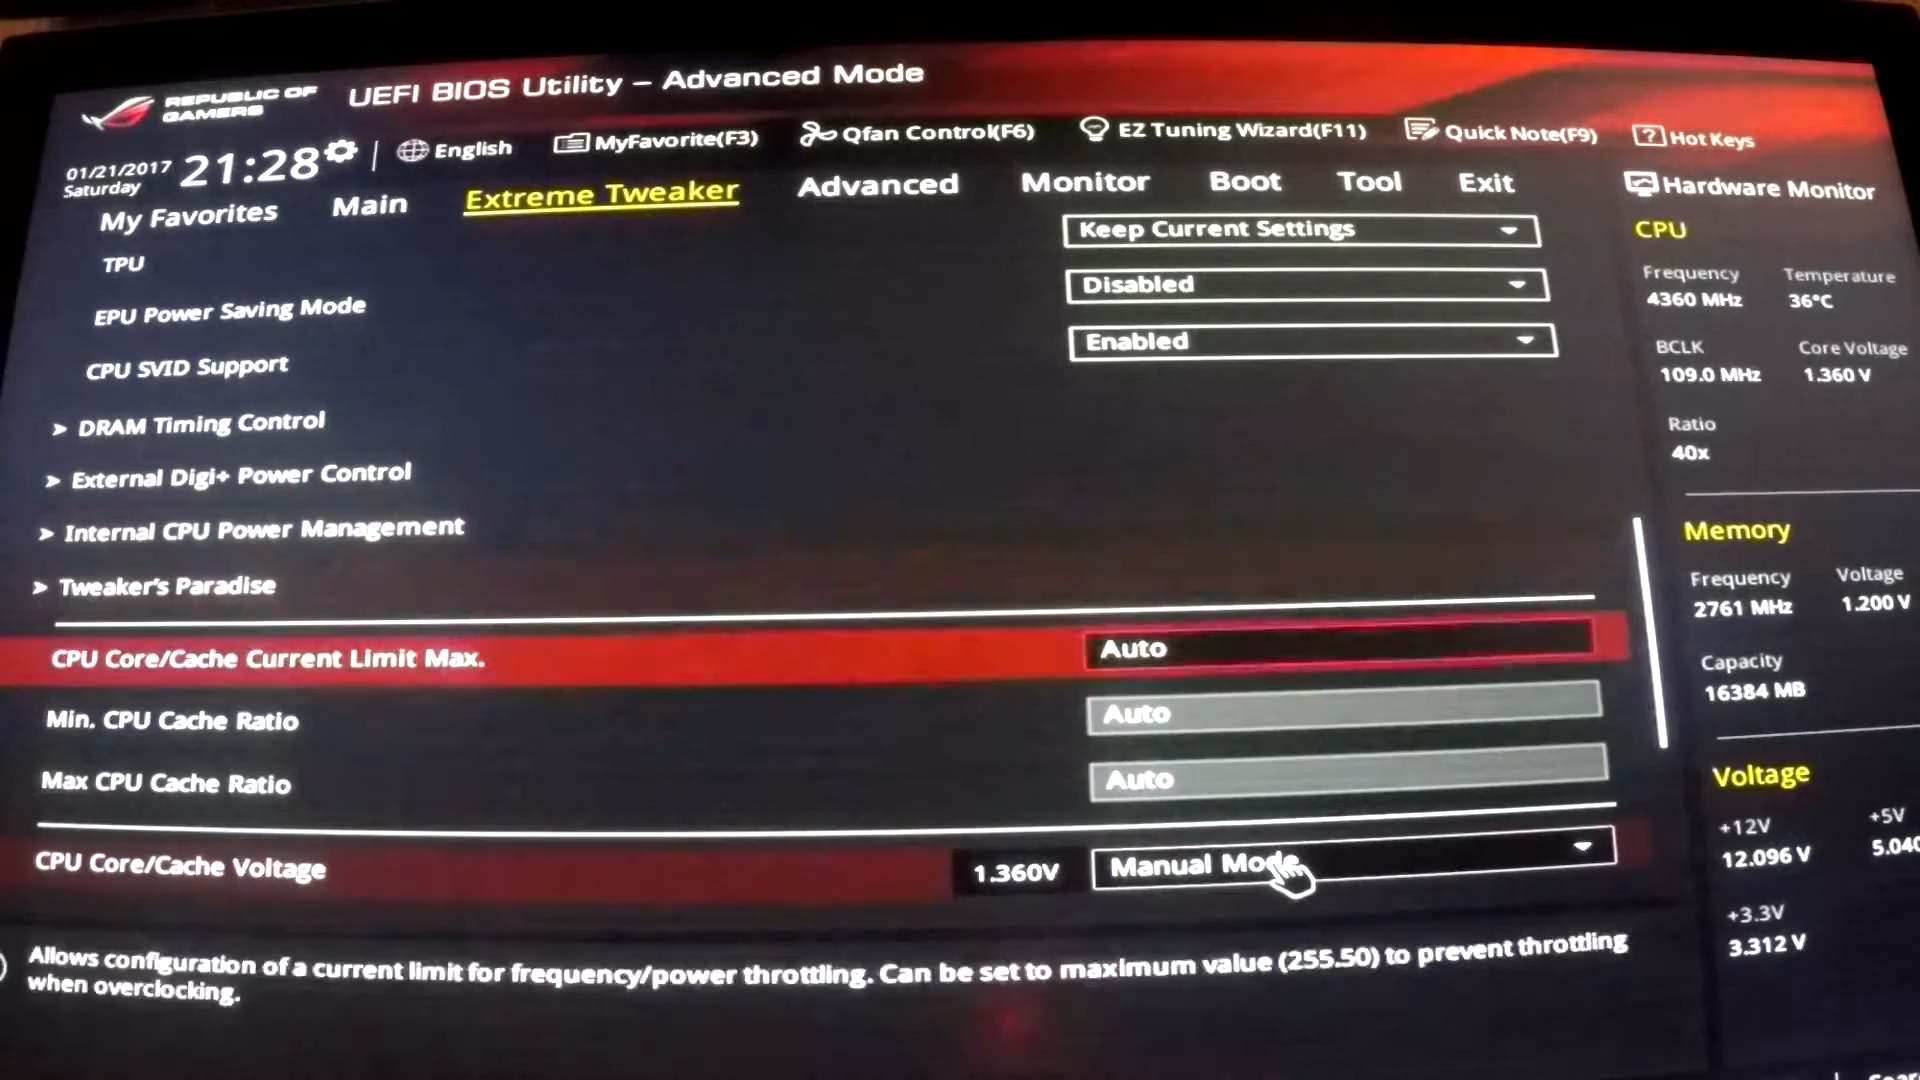 REPUBLIC OF
GAMERS
UEFI BIOS Utility – Advanced Mode
01/21/2017
Saturday
21:28
English
MyFavorite(F3)
Qfan Control(F6)
EZ Tuning Wizard(F11)
Quick Note(F9)
Hot Keys
My Favorites
Main
Extreme Tweaker
Advanced
Monitor
Boot
Tool
Exit
Hardware Monitor
TPU
Keep Current Settings
EPU Power Saving Mode
Disabled
CPU SVID Support
Enabled
> DRAM Timing Control
> External Digi+ Power Control
> Internal CPU Power Management
> Tweaker's Paradise
CPU Core/Cache Current Limit Max.
Auto
Min. CPU Cache Ratio
Auto
Max CPU Cache Ratio
Auto
CPU Core/Cache Voltage
1.360V
Manual Mode
Allows configuration of a current limit for frequency/power throttling. Can be set to maximum value (255.50) to prevent throttling
when overclocking.
CPU
Frequency
Temperature
4360 MHz
36°C
BCLK
Core Voltage
109.0 MHz
1.360 V
Ratio
40x
Memory
Frequency
Voltage
2761 MHz
1.200 V
Capacity
16384 MB
Voltage
+12V
+5V
12.096 V
5.040
+3.3V
3.312 V